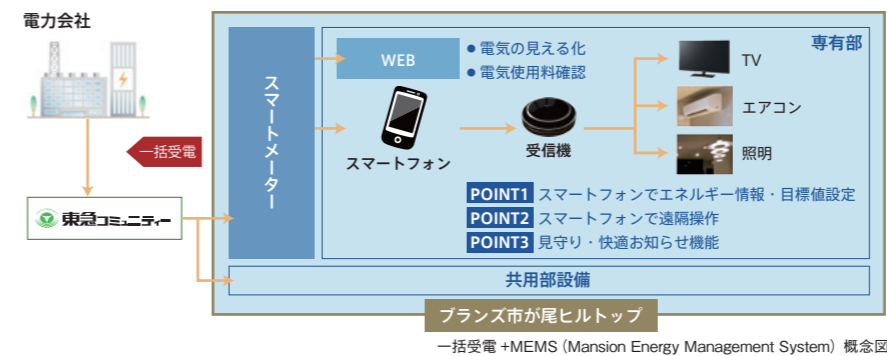 電力会社
一括受電
東急コミュニティー
スマートメーター
専有部
WEB
● 電気の見える化
● 電気使用料確認
スマートフォン
受信機
TV
エアコン
照明
POINT1 スマートフォンでエネルギー情報・目標値設定
POINT2 スマートフォンで遠隔操作
POINT3 見守り・快適お知らせ機能
共用部設備
ブランズ市が尾ヒルトップ
一括受電+MEMS（Mansion Energy Management System）概念図